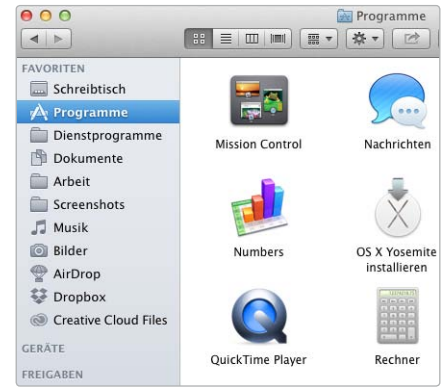 Programme
FAVORITEN
Schreibtisch
Programme
Dienstprogramme
Dokumente
Arbeit
Screenshots
Musik
Bilder
AirDrop
Dropbox
Creative Cloud Files
GERÄTE
FREIGABEN
Mission Control
Nachrichten
Numbers
OS X Yosemite
installieren
QuickTime Player
Rechner